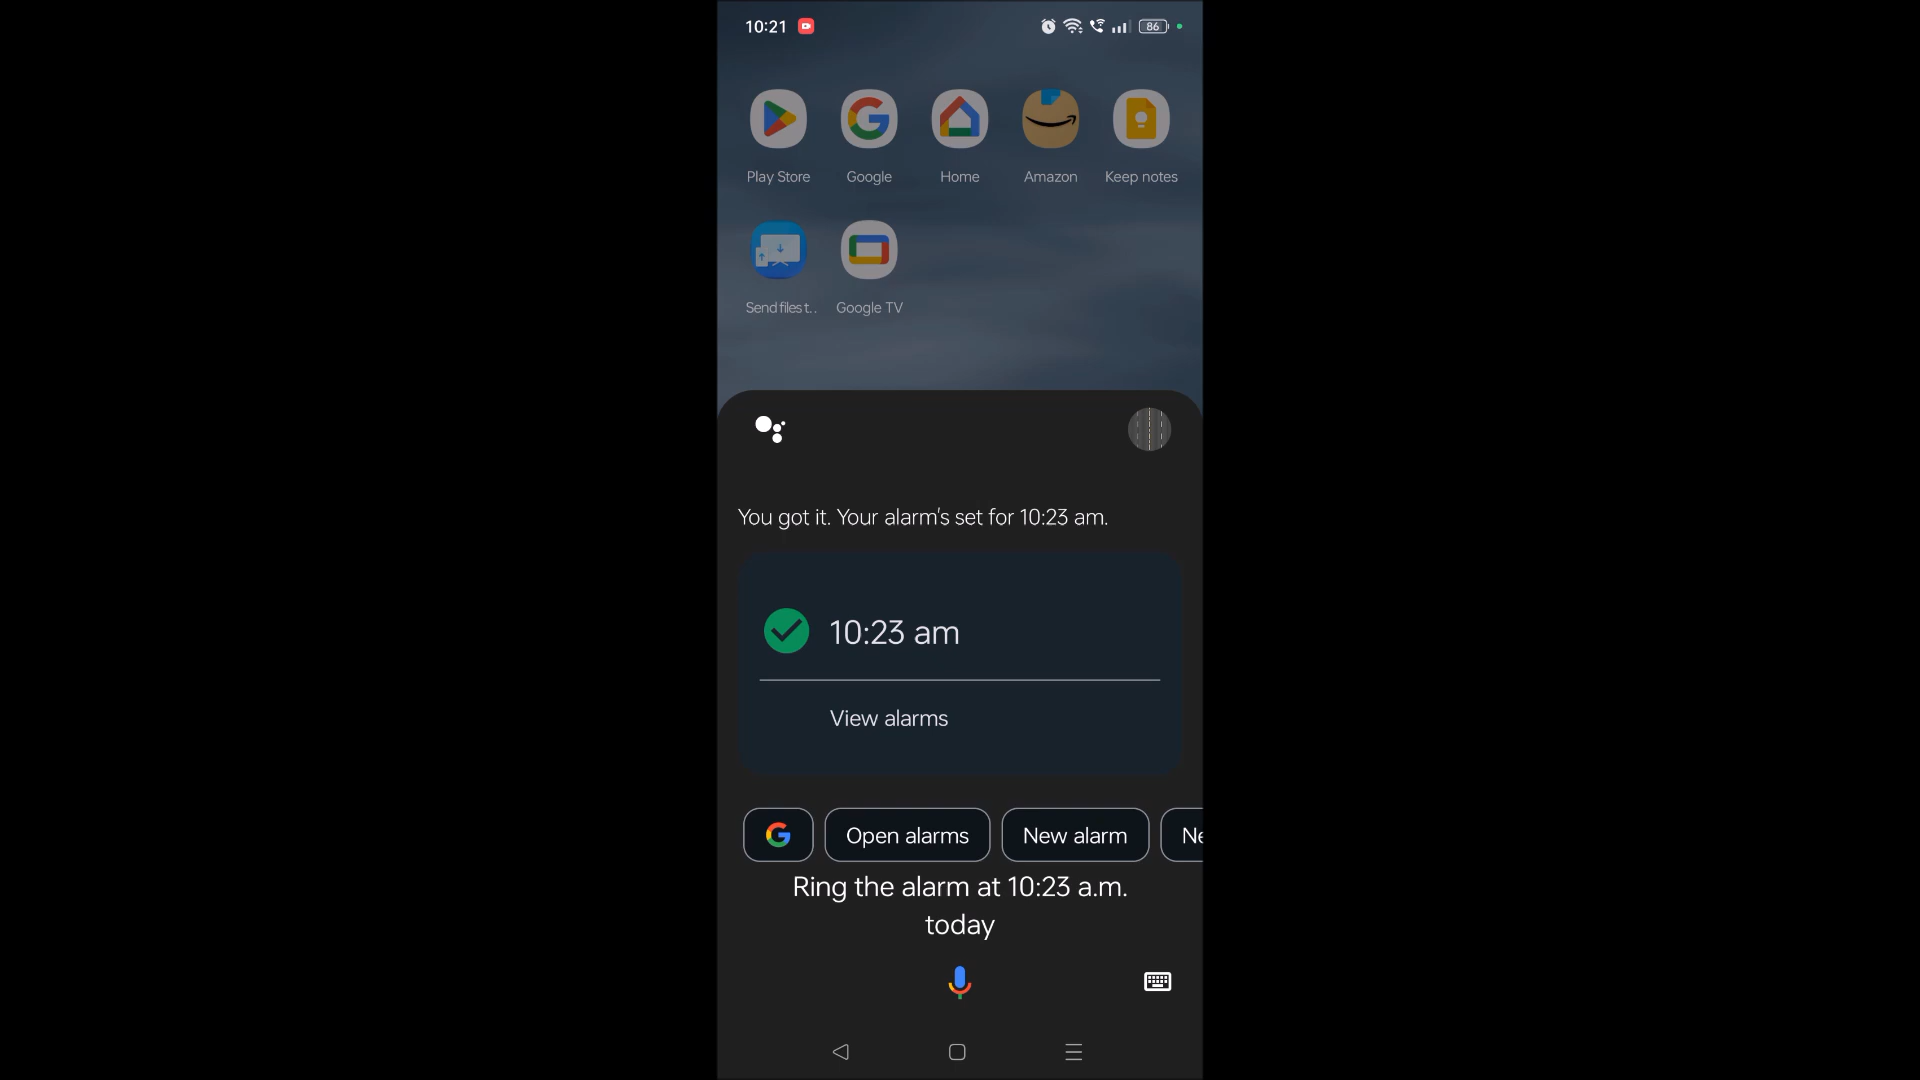 10:21
86
Play Store
Google
Home
Amazon
Keep notes
Send files t..
Google TV
You got it. Your alarm's set for 10:23 am.
10:23 am
View alarms
Open alarms
New alarm
Ne
Ring the alarm at 10:23 a.m.
today